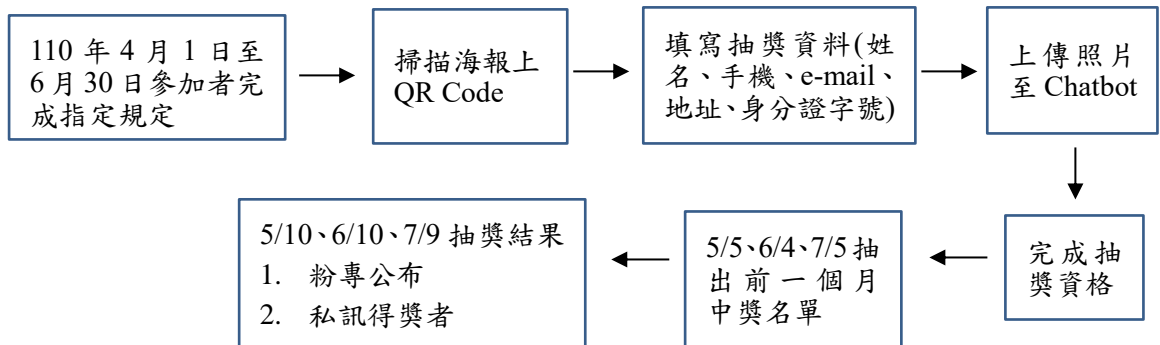 110 年 4 月 1 日至
6 月 30 日參加者完
成指定規定
掃描海報上
QR Code
填寫抽獎資料(姓
名、手機、e-mail、
地址、身分證字號)
上傳照片
至 Chatbot
完成抽
獎資格
5/5、6/4、7/5 抽
出前一個月
中獎名單
5/10、6/10、7/9 抽獎結果
1. 粉專公布
2. 私訊得獎者